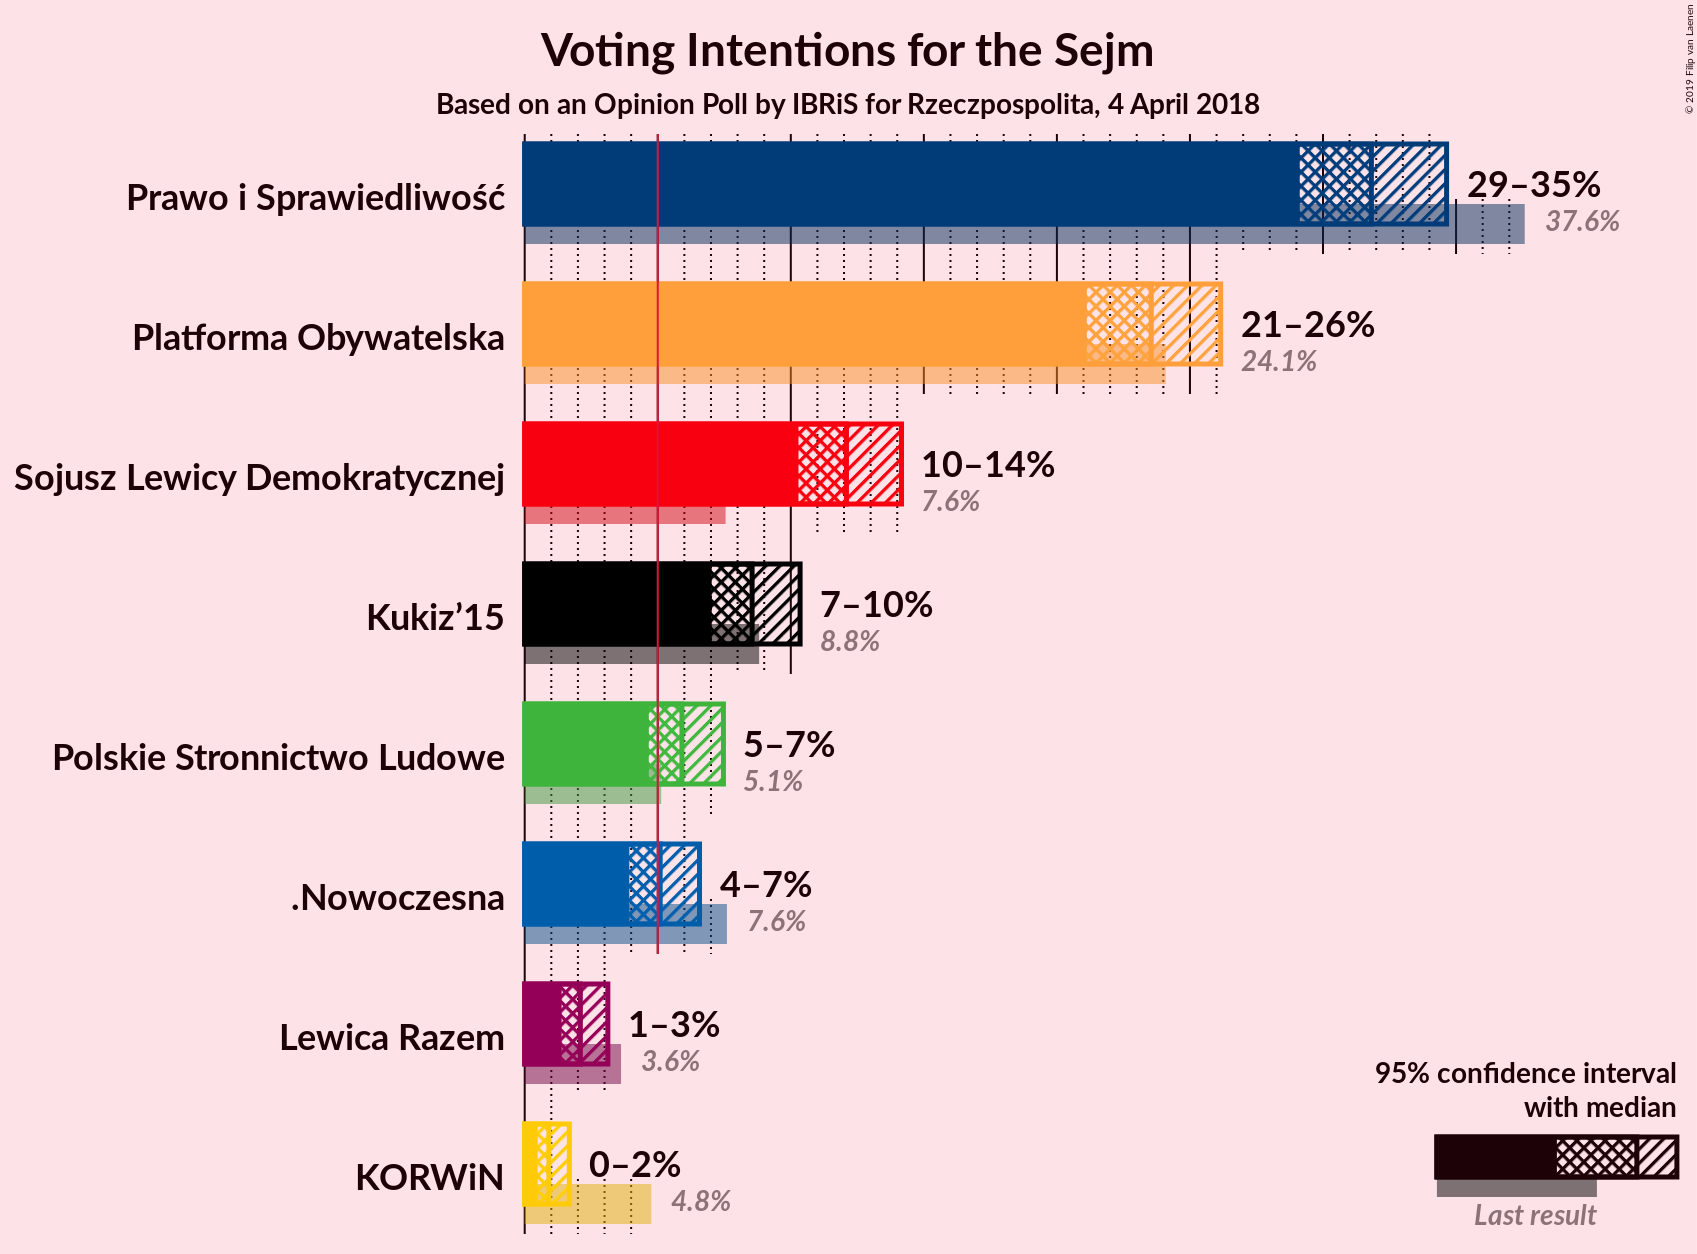 Voting Intentions for the Sejm
Based on an Opinion Poll by IBRiS for Rzeczpospolita, 4 April 2018
© 2019 Filip van Laenen
Prawo i Sprawiedliwość
29–35%
37.6%
Platforma Obywatelska
21–26%
24.1%
Sojusz Lewicy Demokratycznej
10–14%
7.6%
Kukiz’15
7–10%
8.8%
Polskie Stronnictwo Ludowe
5–7%
5.1%
.Nowoczesna
4–7%
7.6%
Lewica Razem
1–3%
3.6%
KORWiN
0–2%
4.8%
95% confidence interval
with median
Last result